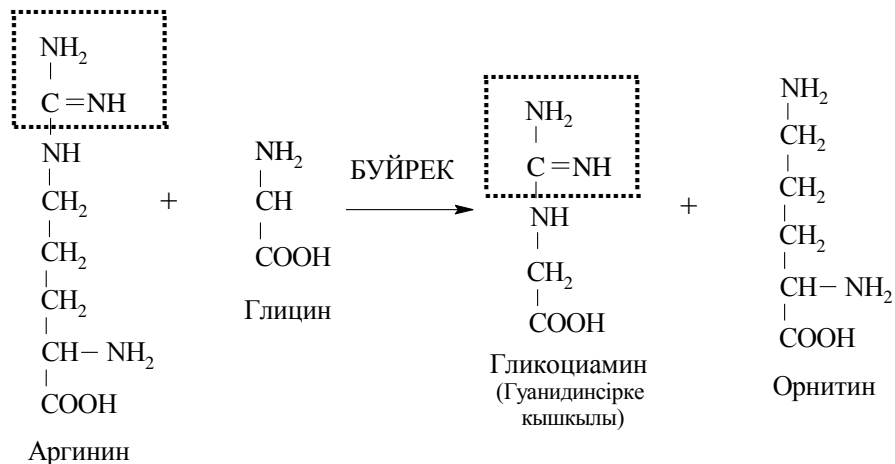 NH2
C=NH
NH
CH2
CH2
CH2
CH– NH2
COOH
Аргинин
+
NH2
CH
COOH
Глицин
БУЙРЕК
NH2
C=NH
NH
CH2
COOH
Гликоциамин
(Гуанидинсірке
кышкылы)
+
NH2
CH2
CH2
CH2
CH– NH2
COOH
Орнитин